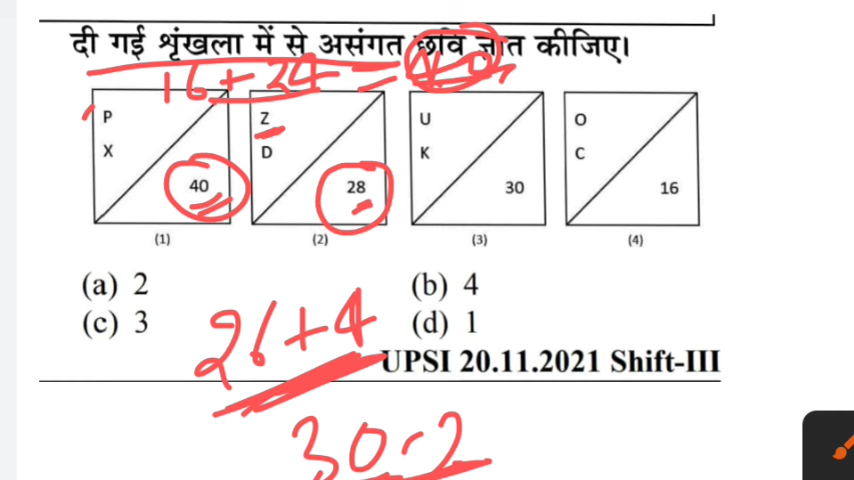 दी गई शृंखला में से असंगत छवि ज्ञात कीजिए।
16 + 24 =
P
X
40
(1)
Z
D
28
(2)
U
K
30
(3)
O
C
16
(4)
(a) 2
(b) 4
(c) 3
(d) 1
26+4
UPSI 20.11.2021 Shift-III
30-2